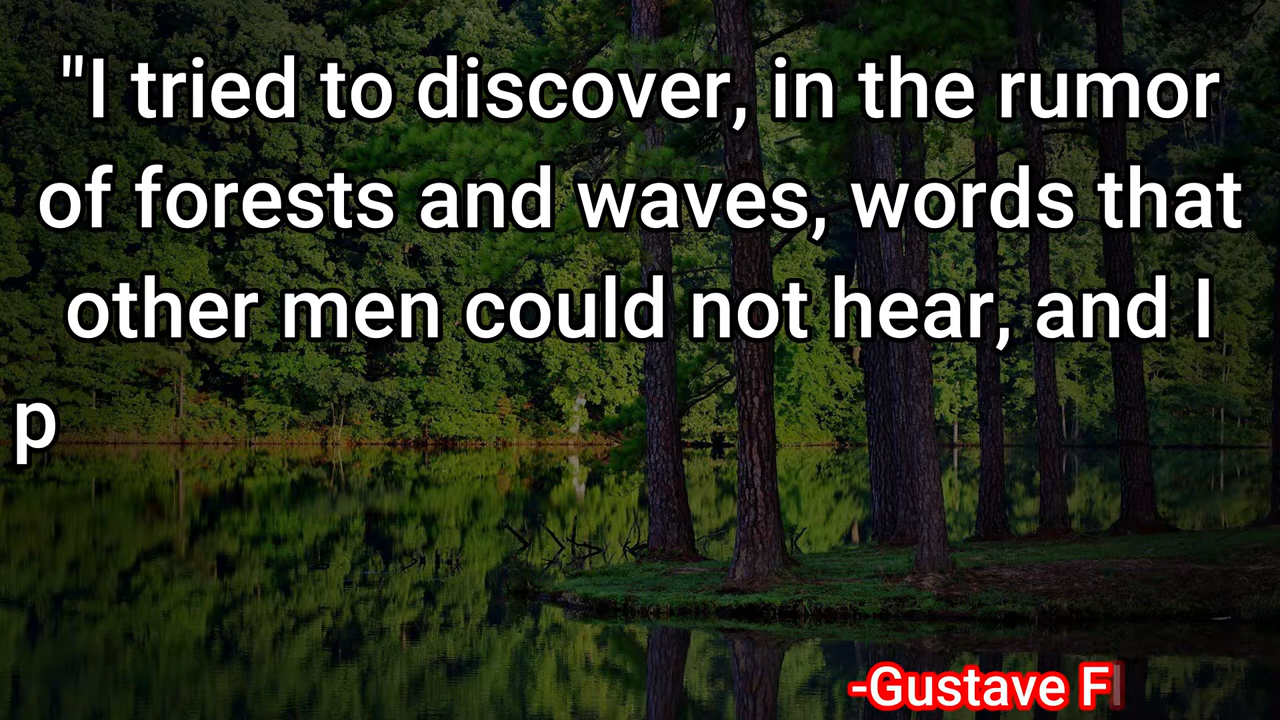 "I tried to discover, in the rumor
of forests and waves, words that
other men could not hear, and I
p
-Gustave Fl